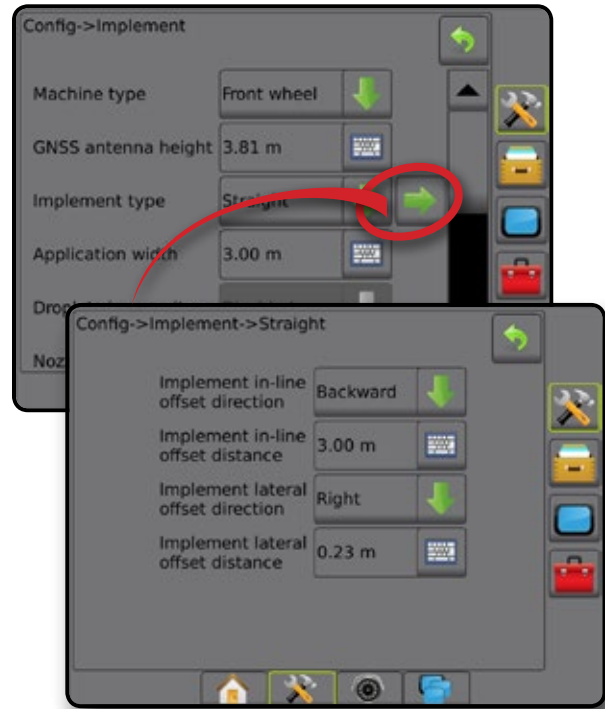 Config->Implement
Machine type Front wheel
GNSS antenna height 3.81 m
Implement type Straight
Application width 3.00 m
Config->Implement->Straight
Implement in-line
offset direction Backward
Implement in-line
offset distance 3.00 m
Implement lateral
offset direction Right
Implement lateral
offset distance 0.23 m